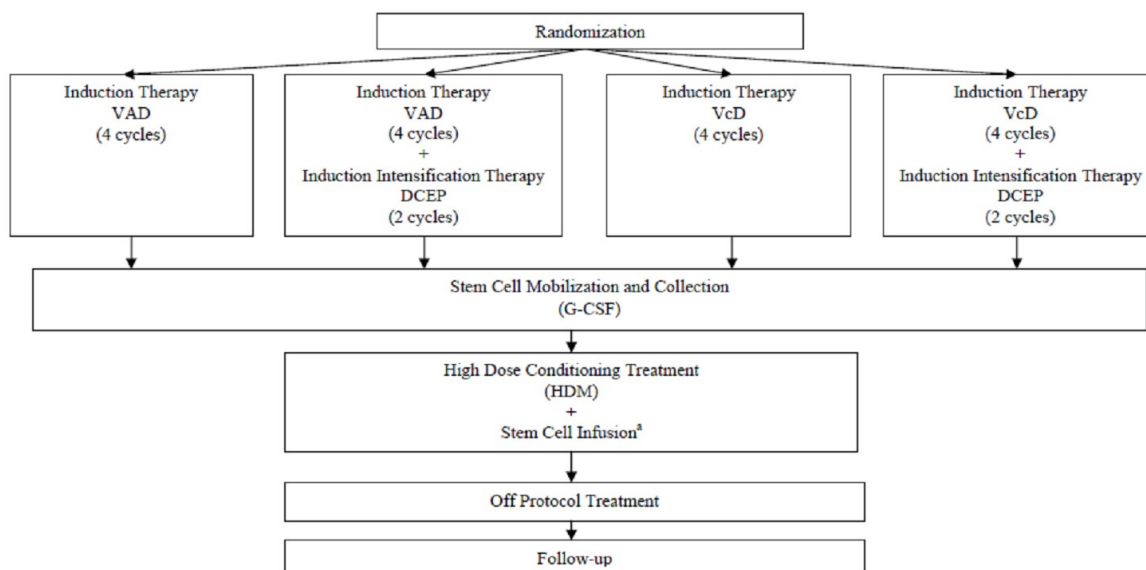 Randomization
Induction Therapy
VAD
(4 cycles)
Induction Therapy
VAD
(4 cycles)
+
Induction Intensification Therapy
DCEP
(2 cycles)
Induction Therapy
VcD
(4 cycles)
Induction Therapy
VcD
(4 cycles)
+
Induction Intensification Therapy
DCEP
(2 cycles)
Stem Cell Mobilization and Collection
(G-CSF)
High Dose Conditioning Treatment
(HDM)
+
Stem Cell Infusionᵃ
Off Protocol Treatment
Follow-up